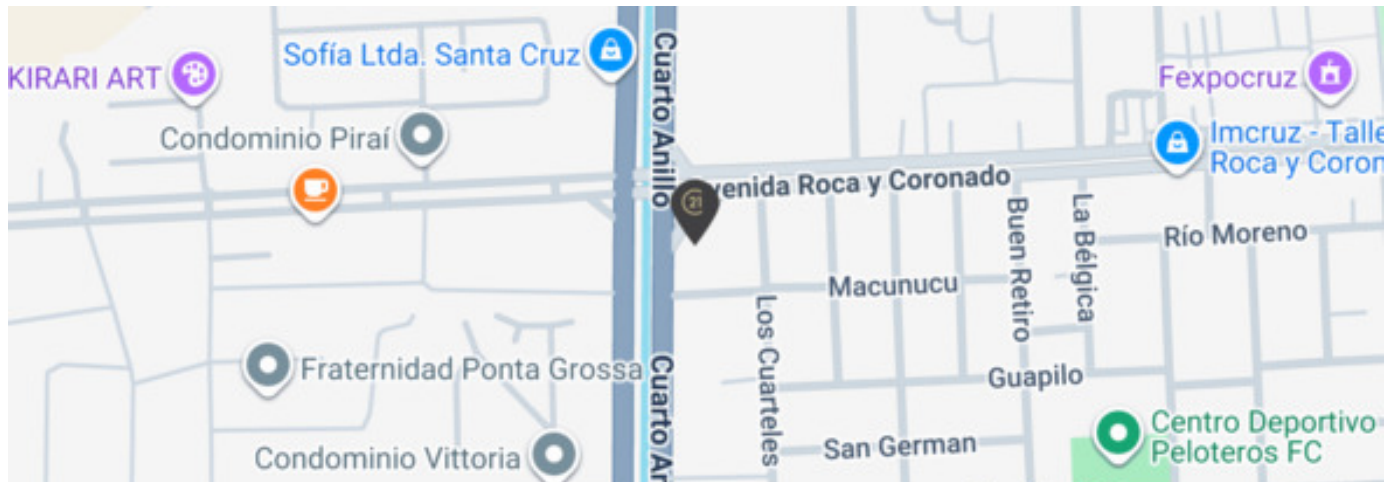 Sofía Ltda. Santa Cruz
KIRARI ART
Fexpocruz
Condominio Piraí
Cuarto Anillo
Imcruz - Talle
Roca y Coron
venida Roca y Coronado
21
Buen Retiro
La Bélgica
Río Moreno
Macunucu
Los Cuarteles
Fraternidad Ponta Grossa
Cuarto Ar
Guapilo
Centro Deportivo
Peloteros FC
San German
Condominio Vittoria